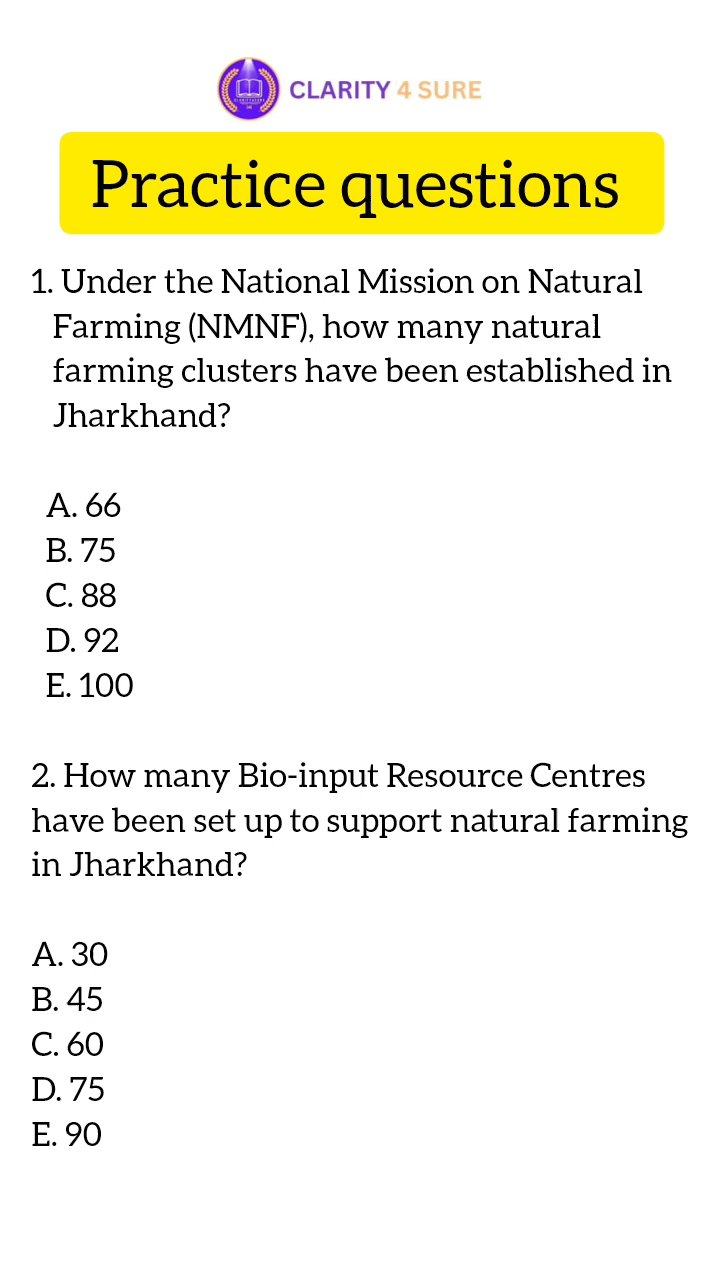 CLARITY 4 SURE
Practice questions
1. Under the National Mission on Natural
Farming (NMNF), how many natural
farming clusters have been established in
Jharkhand?
A. 66
B. 75
C. 88
D. 92
E. 100
2. How many Bio-input Resource Centres
have been set up to support natural farming
in Jharkhand?
A. 30
B. 45
C. 60
D. 75
E. 90